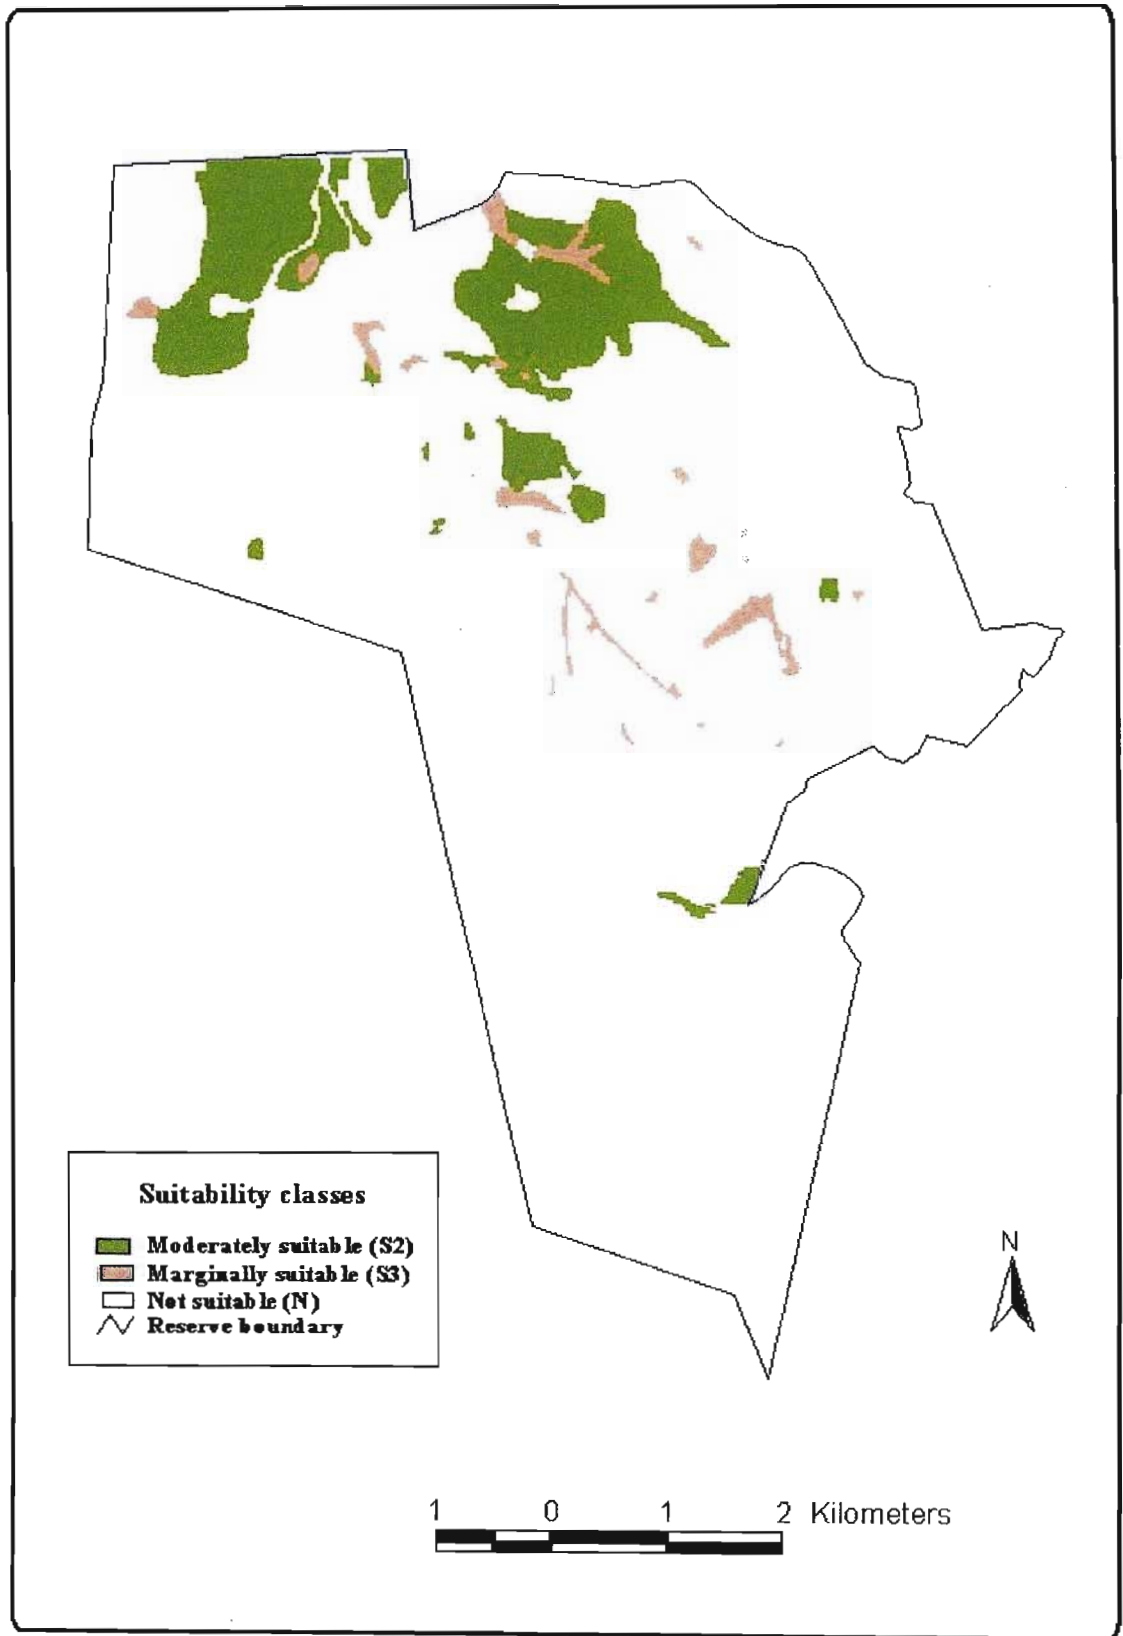 Suitability classes
Moderately suitable (S2)
Marginally suitable (S3)
Not suitable (N)
Reserve boundary
N
1 0 1 2 Kilometers